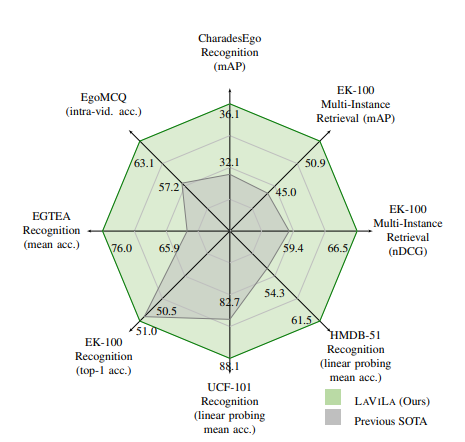 CharadesEgo
Recognition
(mAP)
36.1
32.1
EK-100
Multi-Instance
Retrieval (mAP)
50.9
45.0
EK-100
Multi-Instance
Retrieval
(nDCG)
59.4
66.5
HMDB-51
Recognition
(linear probing
mean acc.)
54.3
61.5
UCF-101
Recognition
(linear probing
mean acc.)
82.7
88.1
EK-100
Recognition
(top-1 acc.)
50.5
51.0
EGTEA
Recognition
(mean acc.)
76.0
65.9
EgoMCQ
(intra-vid. acc.)
63.1
57.2
LAVILA (Ours)
Previous SOTA